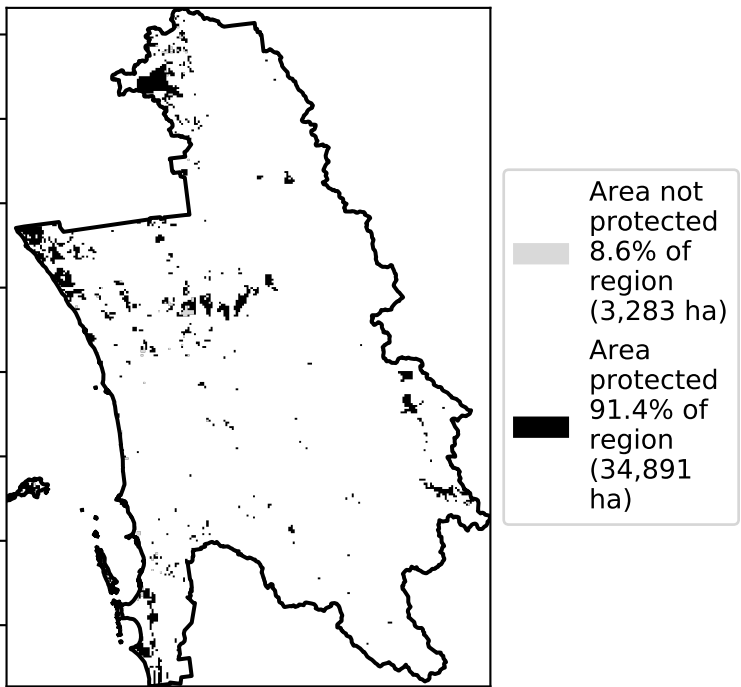 Area not
protected
8.6% of
region
(3,283 ha)
Area
protected
91.4% of
region
(34,891
ha)